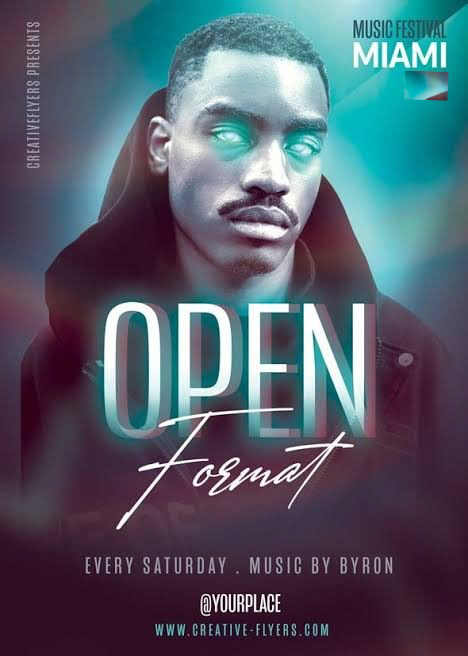 CREATIVEFLYERS PRESENTS
MUSIC FESTIVAL
MIAMI
OPEN
Format
EVERY SATURDAY . MUSIC BY BYRON
@YOURPLACE
WWW.CREATIVE-FLYERS.COM